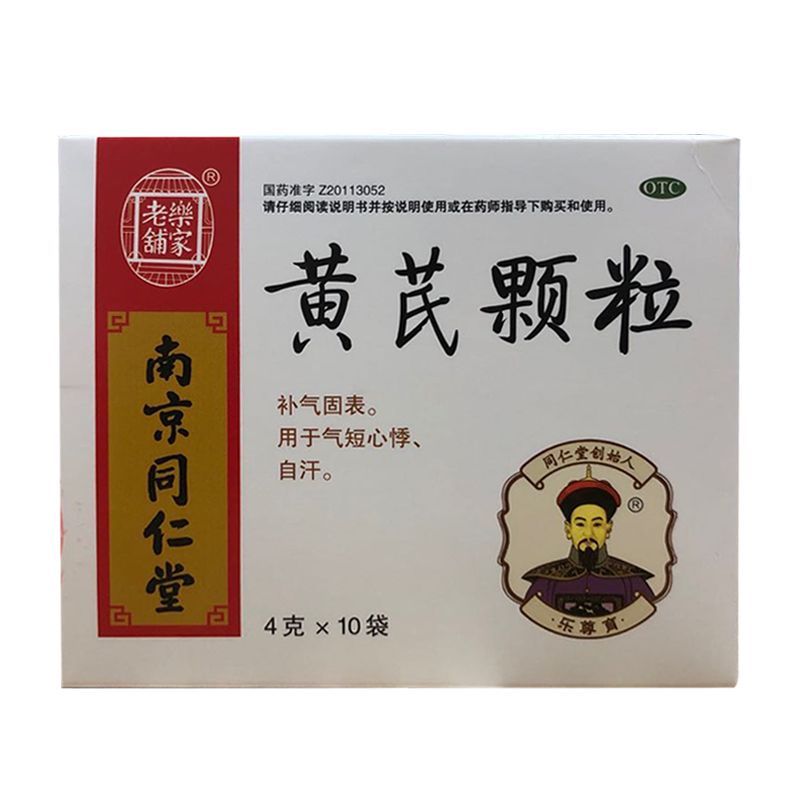 樂家
老舖
®
南京同仁堂
国药准字 Z20113052
请仔细阅读说明书并按说明使用或在药师指导下购买和使用。
OTC
黄芪颗粒
补气固表。
用于气短心悸、
自汗。
4克×10袋
同仁堂创始人
®
·乐尊育·